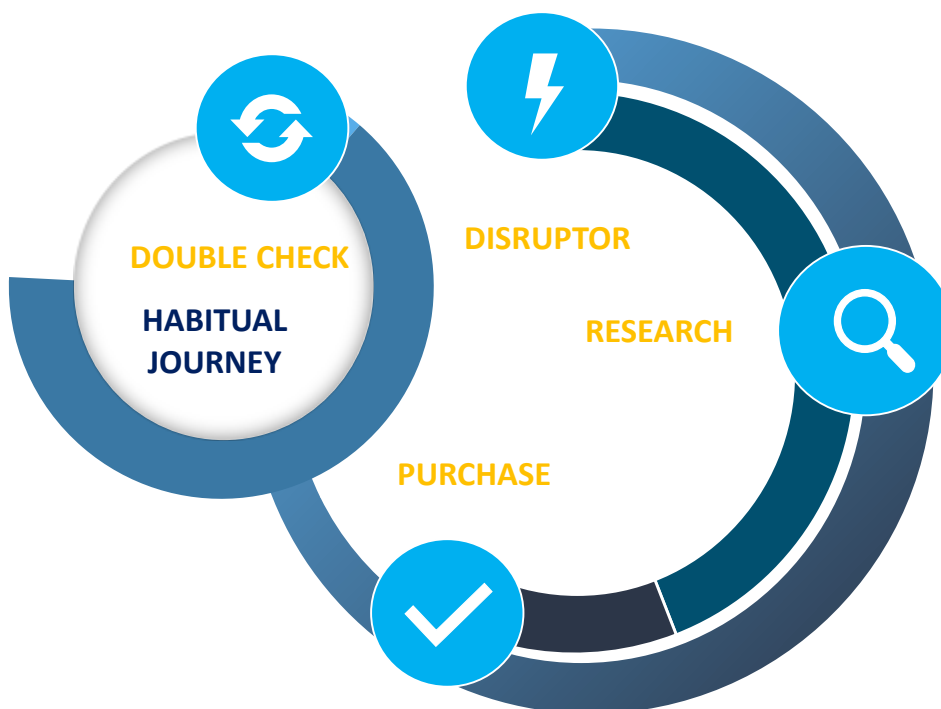 DOUBLE CHECK
HABITUAL
JOURNEY
DISRUPTOR
RESEARCH
PURCHASE